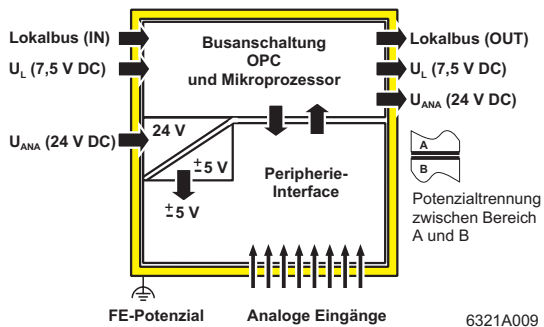 Lokalbus (IN)
U_L (7,5 V DC)
U_ANA (24 V DC)
Busanschaltung
OPC
und Mikroprozessor
24 V
±5 V
±5 V
Peripherie-
Interface
Lokalbus (OUT)
U_L (7,5 V DC)
U_ANA (24 V DC)
A
B
Potenzialtrennung
zwischen Bereich
A und B
FE-Potenzial
Analoge Eingänge
6321A009